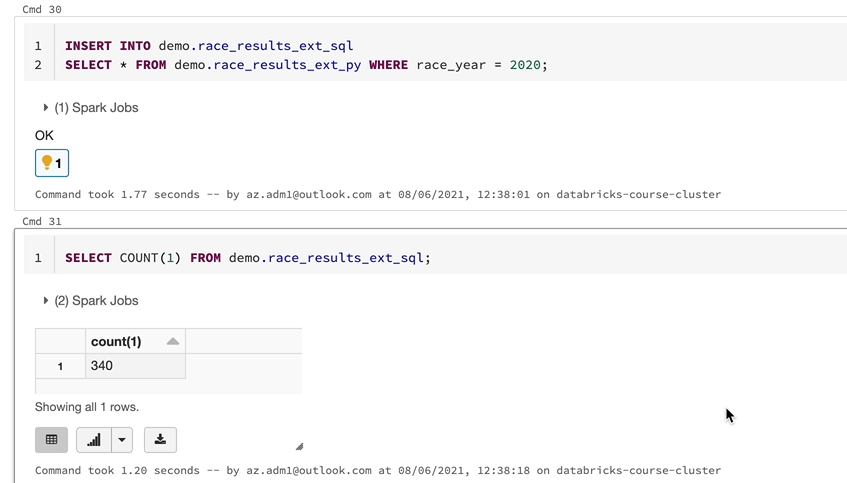 Cmd 30
1 INSERT INTO demo.race_results_ext_sql
2 SELECT * FROM demo.race_results_ext_py WHERE race_year = 2020;
(1) Spark Jobs
OK
1
Command took 1.77 seconds -- by az.adm1@outlook.com at 08/06/2021, 12:38:01 on databricks-course-cluster
Cmd 31
1 SELECT COUNT(1) FROM demo.race_results_ext_sql;
(2) Spark Jobs
count(1)
1 340
Showing all 1 rows.
Command took 1.20 seconds -- by az.adm1@outlook.com at 08/06/2021, 12:38:18 on databricks-course-cluster